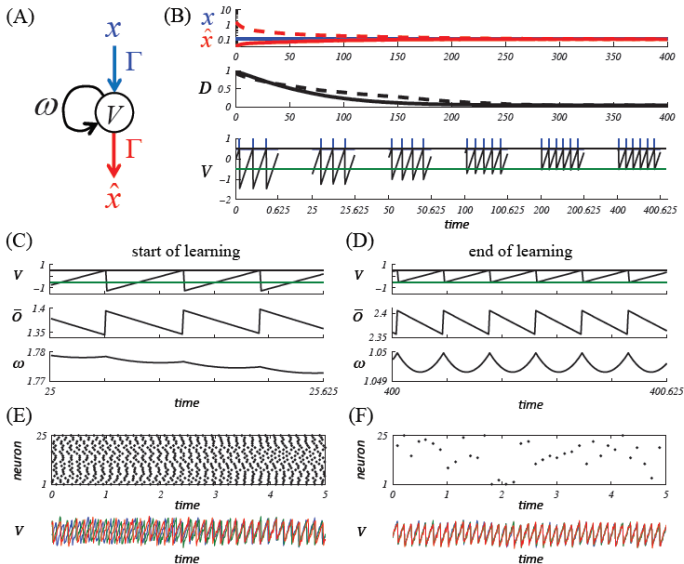 (A)
x
Γ
ω
V
Γ
x̂
(B)
x
x̂
1
0.1
0 50 100 150 200 250 300 350 400
D
1
0.5
0
0 50 100 150 200 250 300 350 400
V
1
0
−1
−2
0 0.625 25 25.625 50 50.625 100 100.625 200 200.625 400 400.625
time
(C)
start of learning
V
1
−1
ō
1.4
1.35
ω
1.78
1.77
25 25.625
time
(D)
end of learning
V
1
−1
ō
2.4
2.35
ω
1.05
1.049
400 400.625
time
(E)
neuron
25
1
0 1 2 3 4 5
time
V
time
(F)
neuron
25
1
0 1 2 3 4 5
time
V
time